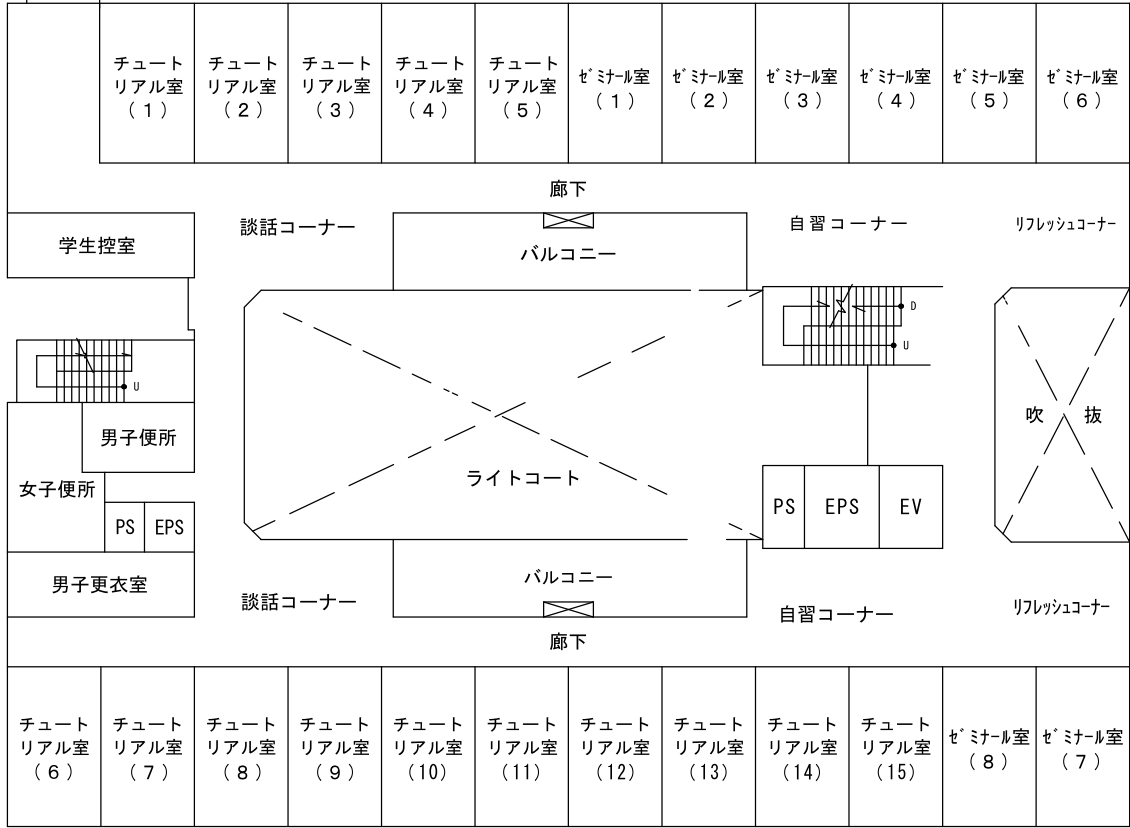 チュート
リアル室
(1)
チュート
リアル室
(2)
チュート
リアル室
(3)
チュート
リアル室
(4)
チュート
リアル室
(5)
ｾﾞﾐﾅｰﾙ室
(1)
ｾﾞﾐﾅｰﾙ室
(2)
ｾﾞﾐﾅｰﾙ室
(3)
ｾﾞﾐﾅｰﾙ室
(4)
ｾﾞﾐﾅｰﾙ室
(5)
ｾﾞﾐﾅｰﾙ室
(6)
廊下
学生控室
談話コーナー
バルコニー
自習コーナー
ﾘﾌﾚｯｼｭｺｰﾅｰ
D
U
U
男子便所
女子便所
PS
EPS
男子更衣室
ライトコート
PS
EPS
EV
吹抜
談話コーナー
バルコニー
自習コーナー
ﾘﾌﾚｯｼｭｺｰﾅｰ
廊下
チュート
リアル室
(6)
チュート
リアル室
(7)
チュート
リアル室
(8)
チュート
リアル室
(9)
チュート
リアル室
(10)
チュート
リアル室
(11)
チュート
リアル室
(12)
チュート
リアル室
(13)
チュート
リアル室
(14)
チュート
リアル室
(15)
ｾﾞﾐﾅｰﾙ室
(8)
ｾﾞﾐﾅｰﾙ室
(7)